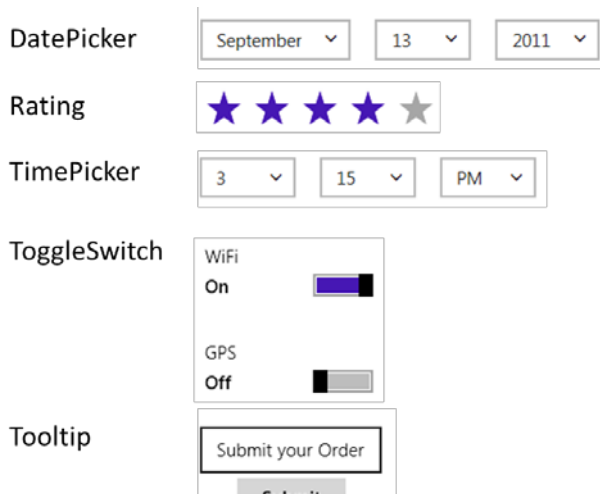 DatePicker
September 13 2011
Rating
TimePicker
3 15 PM
ToggleSwitch
WiFi
On
GPS
Off
Tooltip
Submit your Order